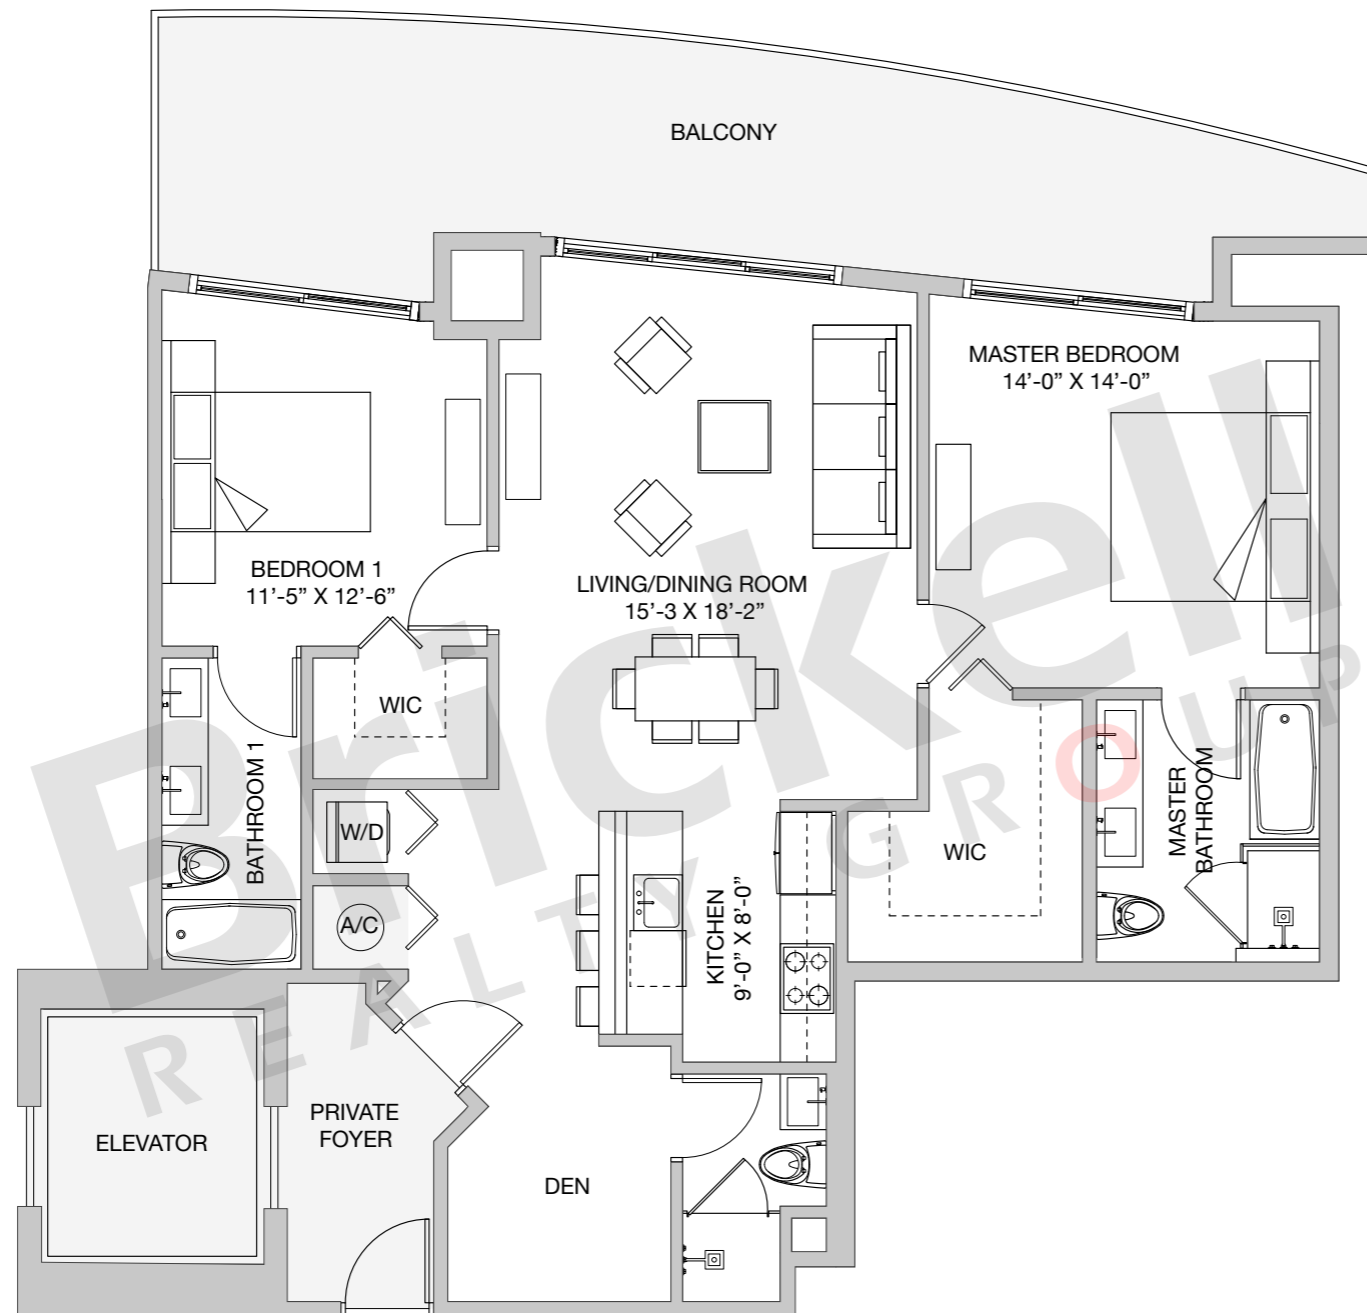 BALCONY
MASTER BEDROOM
14’-0” X 14’-0”
BEDROOM 1
11’-5” X 12’-6”
LIVING/DINING ROOM
15’-3 X 18’-2”
WIC
BATHROOM 1
W/D
A/C
KITCHEN
9’-0” X 8’-0”
WIC
MASTER
BATHROOM
PRIVATE
FOYER
ELEVATOR
DEN
Brickell
REALTY GROUP